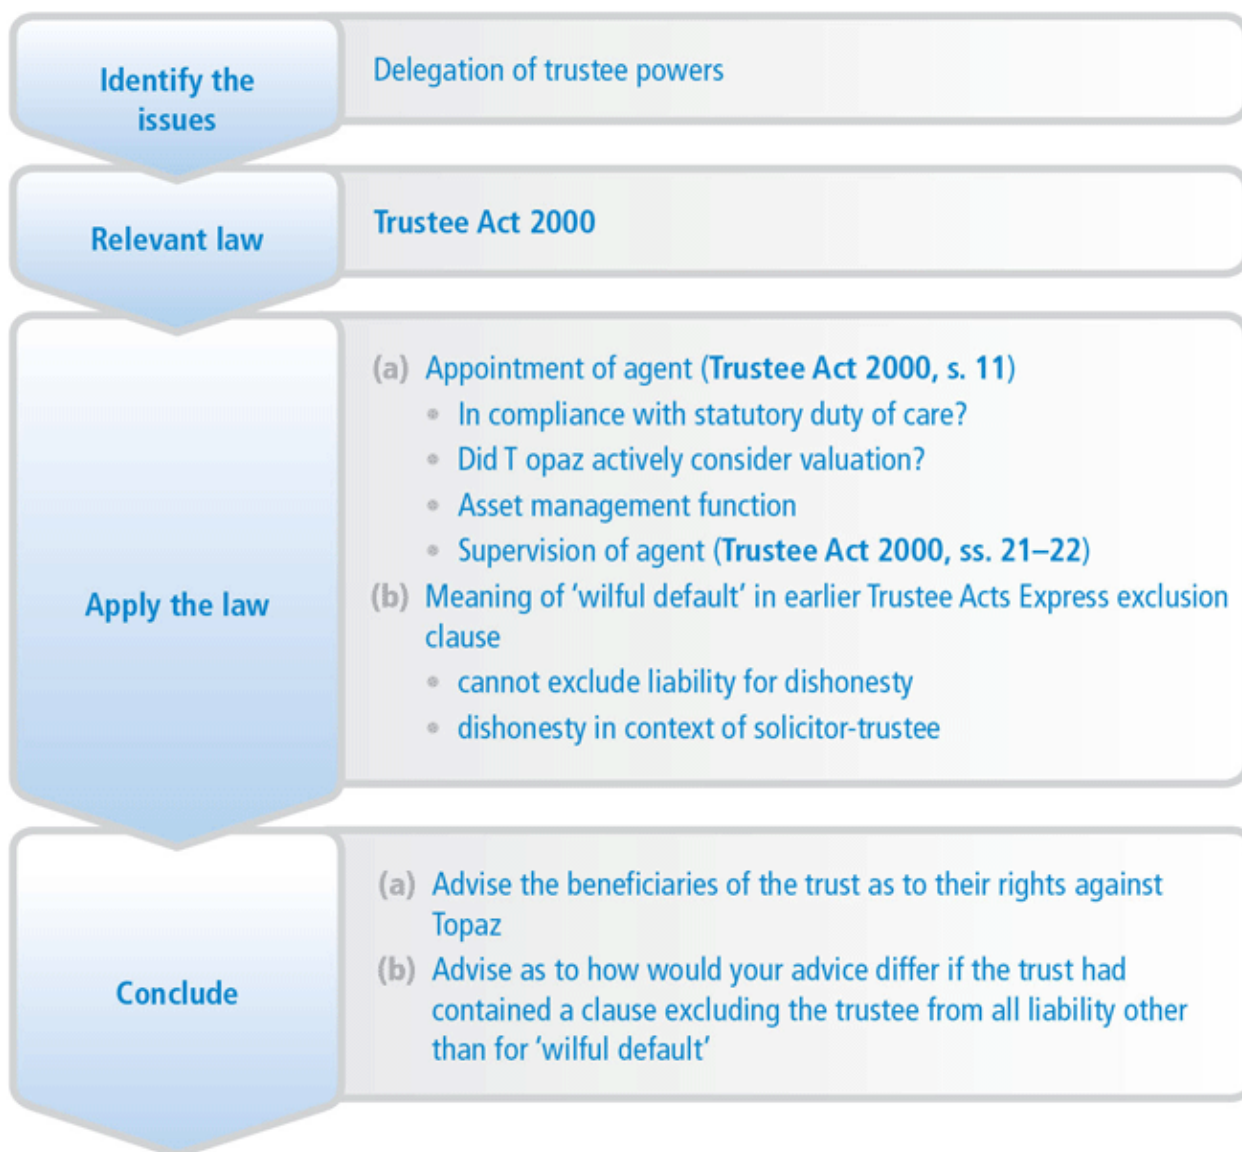 Identify the
issues
Delegation of trustee powers
Relevant law
Trustee Act 2000
Apply the law
(a) Appointment of agent (Trustee Act 2000, s. 11)
• In compliance with statutory duty of care?
• Did T opaz actively consider valuation?
• Asset management function
• Supervision of agent (Trustee Act 2000, ss. 21–22)
(b) Meaning of ‘wilful default’ in earlier Trustee Acts Express exclusion
clause
• cannot exclude liability for dishonesty
• dishonesty in context of solicitor-trustee
Conclude
(a) Advise the beneficiaries of the trust as to their rights against
Topaz
(b) Advise as to how would your advice differ if the trust had
contained a clause excluding the trustee from all liability other
than for ‘wilful default’